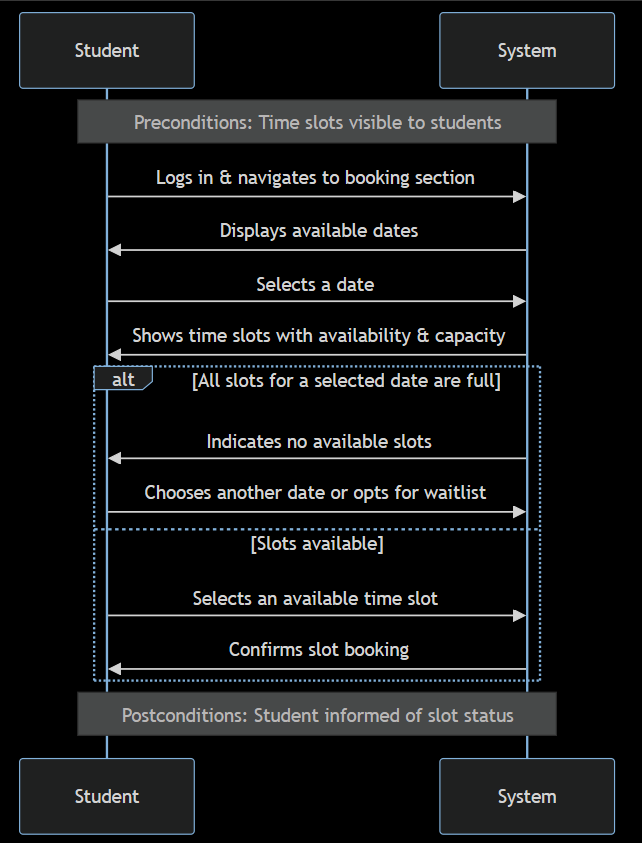 Student
System
Preconditions: Time slots visible to students
Logs in & navigates to booking section
Displays available dates
Selects a date
Shows time slots with availability & capacity
alt
[All slots for a selected date are full]
Indicates no available slots
Chooses another date or opts for waitlist
[Slots available]
Selects an available time slot
Confirms slot booking
Postconditions: Student informed of slot status
Student
System